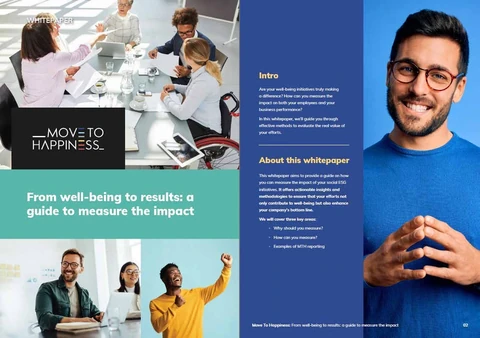 WHITEPAPER
MOVE TO
HAPPINESS_
From well-being to results: a
guide to measure the impact
Intro
Are your well-being initiatives truly making
a difference? How can you measure the
impact on both your employees and your
business performance?
In this whitepaper, we'll guide you through
effective methods to evaluate the real value
of your efforts.
About this whitepaper
This whitepaper aims to provide a guide on how
you can measure the impact of your social ESG
initiatives. It offers actionable insights and
methodologies to ensure that your efforts not
only contribute to well-being but also enhance
your company's bottom line.
We will cover three key areas:
- Why should you measure?
- How can you measure?
- Examples of MTH reporting
Move To Happiness: From well-being to results: a guide to measure the impact
02